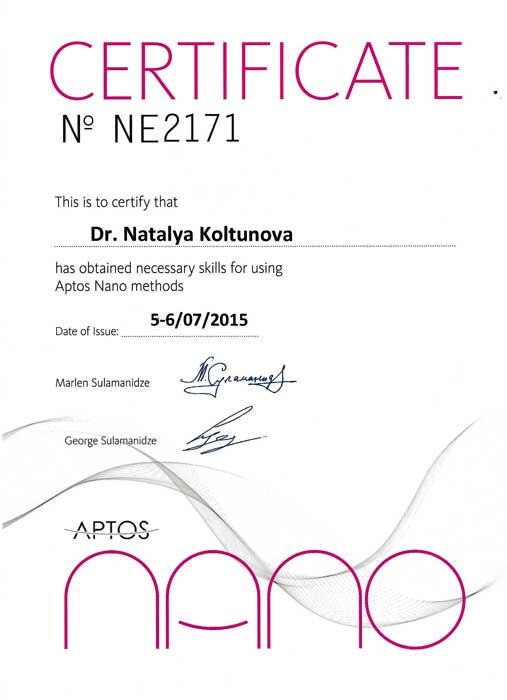 CERTIFICATE
№ NE2171
This is to certify that
Dr. Natalya Koltunova
has obtained necessary skills for using
Aptos Nano methods
Date of Issue: 5-6/07/2015
Marlen Sulamanidze
George Sulamanidze
APTOS
nano